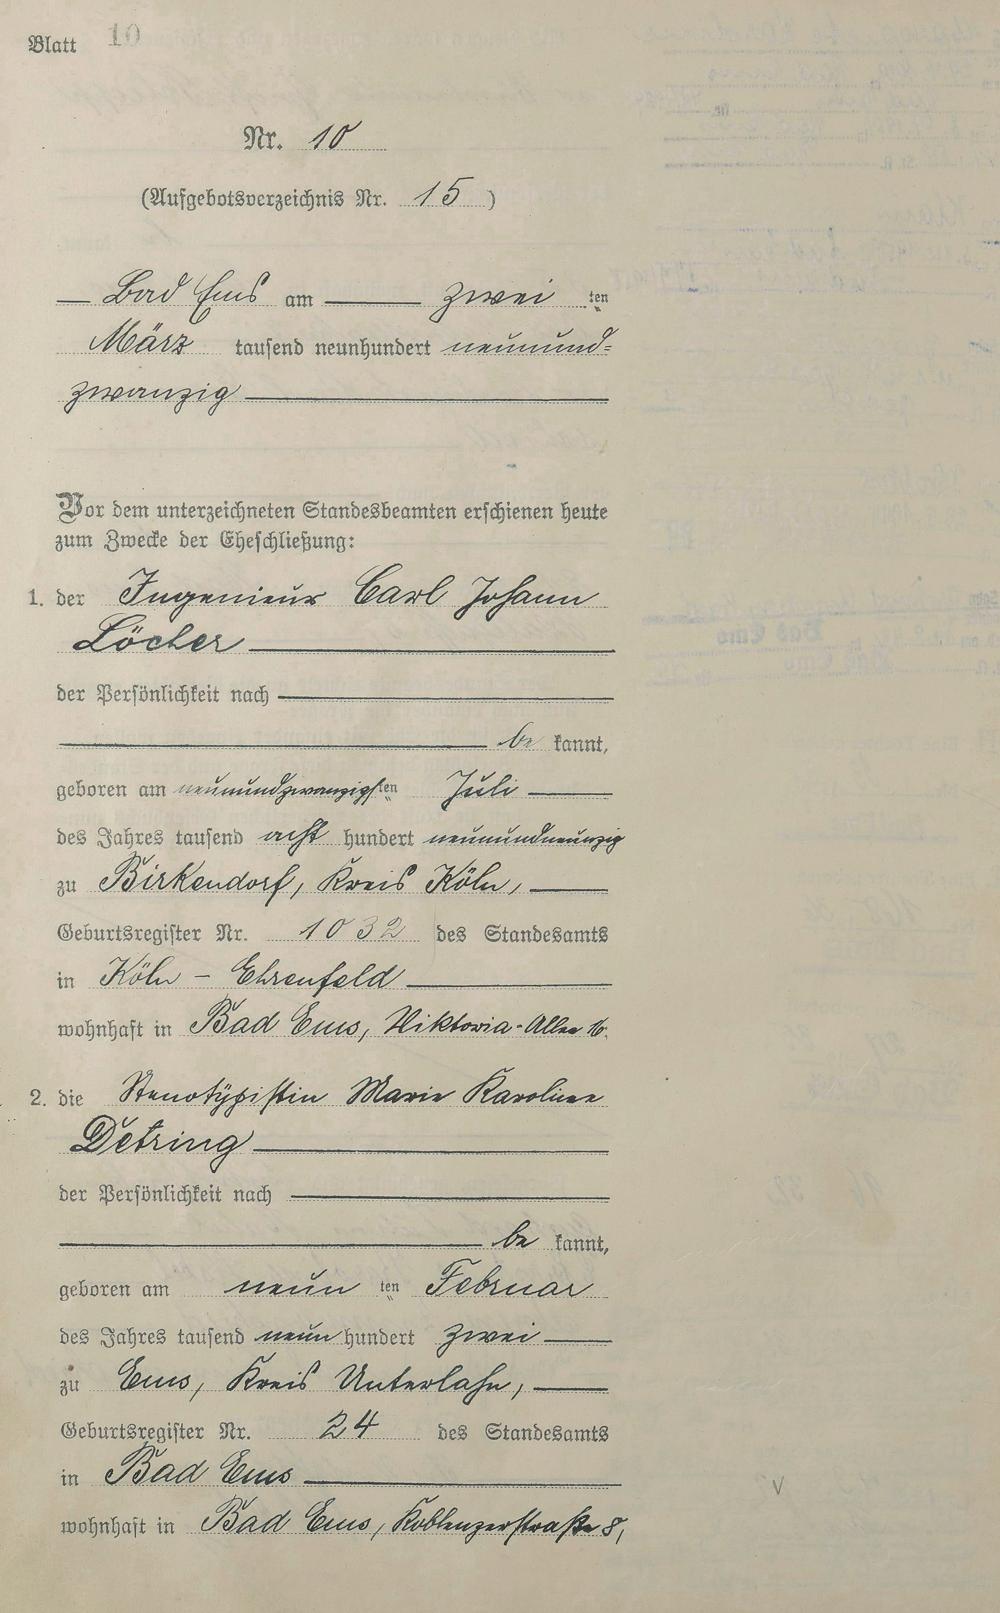 Blatt 10
Nr. 10
(Aufgebotsverzeichnis Nr. 15 )
Bad Ems am zwei ten
März tausend neunhundert neunund-
zwanzig
Vor dem unterzeichneten Standesbeamten erschienen heute
zum Zwecke der Eheschließung:
1. der Ingenieur Carl Johann
Löcher
der Persönlichkeit nach
be kannt,
geboren am neunundzwanzigsten Juli
des Jahres tausend acht hundert neunundneunzig
zu Birkendorf, Kreis Köln,
Geburtsregister Nr. 1032 des Standesamts
in Köln - Ehrenfeld
wohnhaft in Bad Ems, Viktoria-Allee 16.
2. die Stenotypistin Marie Karoline
Detring
der Persönlichkeit nach
be kannt,
geboren am neun ten Februar
des Jahres tausend neun hundert zwei
zu Ems, Kreis Unterlahn,
Geburtsregister Nr. 24 des Standesamts
in Bad Ems
wohnhaft in Bad Ems, Koblenzerstraße 8,